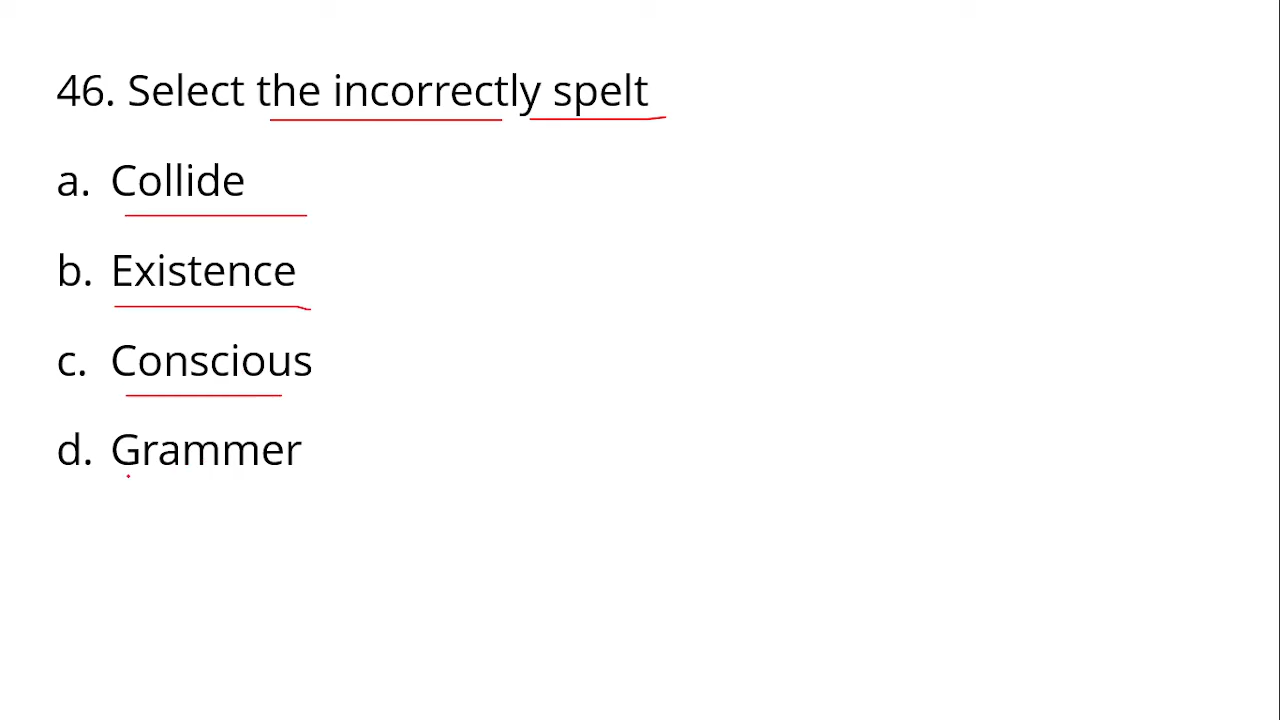 46. Select the incorrectly spelt
a. Collide
b. Existence
c. Conscious
d. Grammer